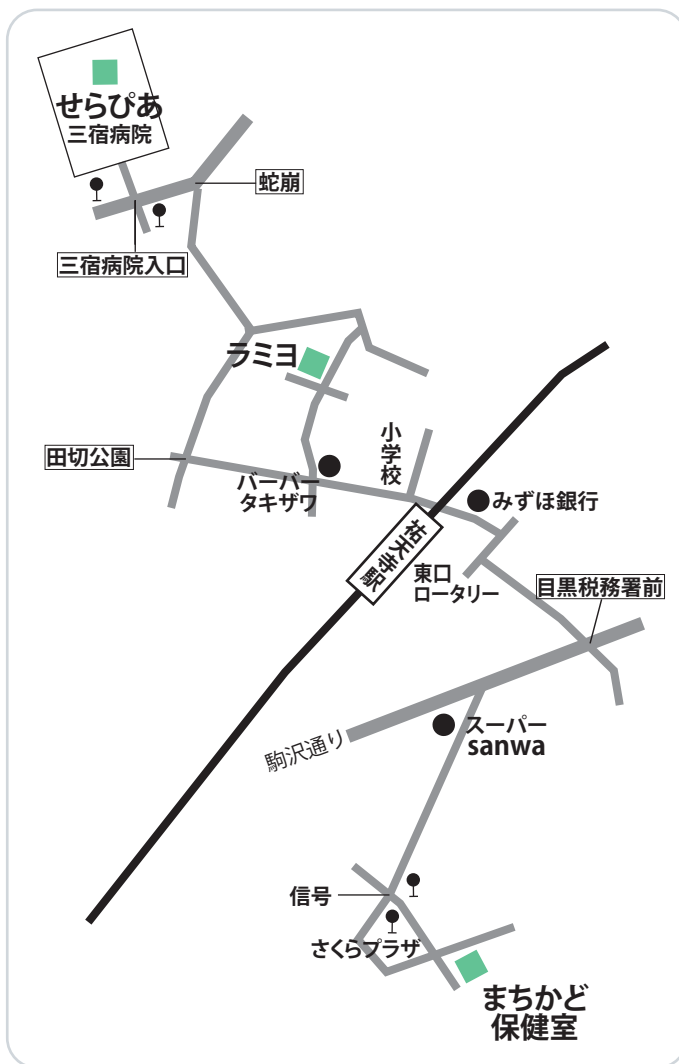 せらぴあ
三宿病院
蛇崩
三宿病院入口
ラミヨ
田切公園
小学校
バーバー
タキザワ
みずほ銀行
祐天寺駅
東口
ロータリー
目黒税務署前
スーパー
sanwa
駒沢通り
信号
さくらプラザ
まちかど
保健室